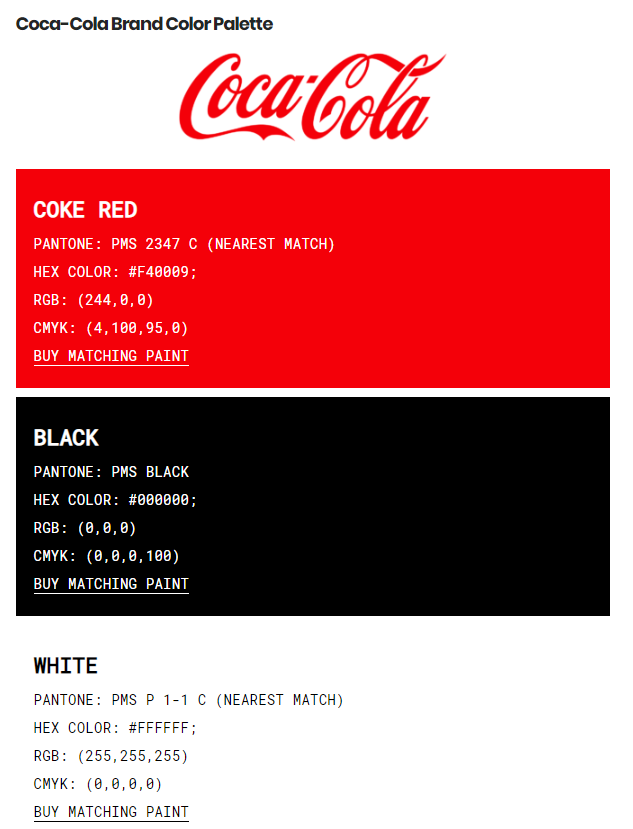 Coca-Cola Brand Color Palette
Coca-Cola
COKE RED
PANTONE: PMS 2347 C (NEAREST MATCH)
HEX COLOR: #F40009;
RGB: (244,0,0)
CMYK: (4,100,95,0)
BUY MATCHING PAINT
BLACK
PANTONE: PMS BLACK
HEX COLOR: #000000;
RGB: (0,0,0)
CMYK: (0,0,0,100)
BUY MATCHING PAINT
WHITE
PANTONE: PMS P 1-1 C (NEAREST MATCH)
HEX COLOR: #FFFFFF;
RGB: (255,255,255)
CMYK: (0,0,0,0)
BUY MATCHING PAINT